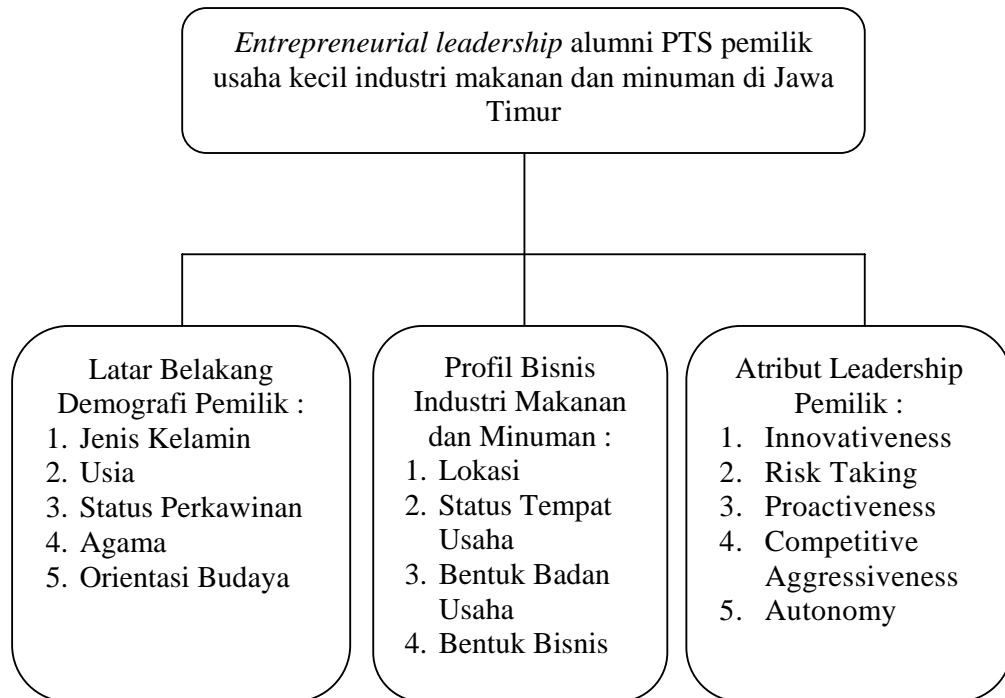 Entrepreneurial leadership alumni PTS pemilik
usaha kecil industri makanan dan minuman di Jawa
Timur
Latar Belakang
Demografi Pemilik :
1. Jenis Kelamin
2. Usia
3. Status Perkawinan
4. Agama
5. Orientasi Budaya
Profil Bisnis
Industri Makanan
dan Minuman :
1. Lokasi
2. Status Tempat
Usaha
3. Bentuk Badan
Usaha
4. Bentuk Bisnis
Atribut Leadership
Pemilik :
1. Innovativeness
2. Risk Taking
3. Proactiveness
4. Competitive
Aggressiveness
5. Autonomy